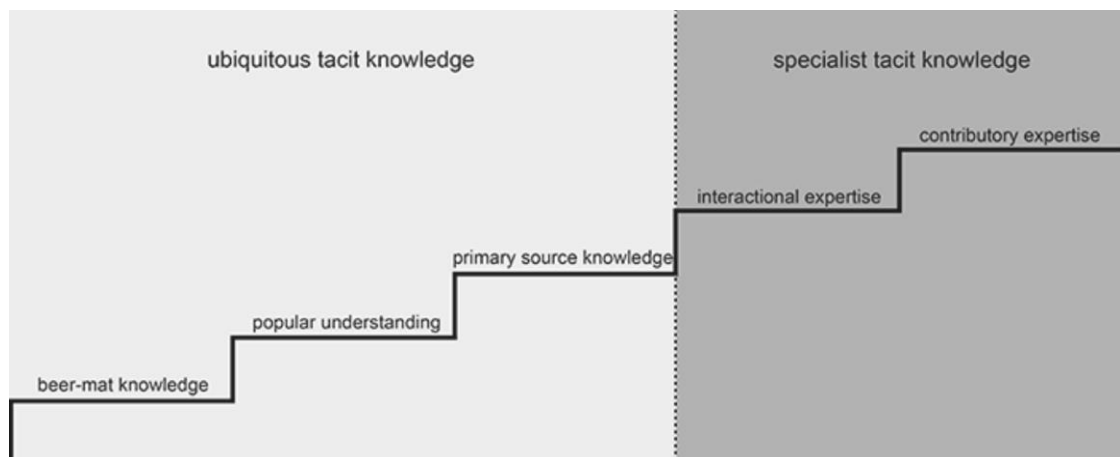 ubiquitous tacit knowledge
specialist tacit knowledge
contributory expertise
interactional expertise
primary source knowledge
popular understanding
beer-mat knowledge